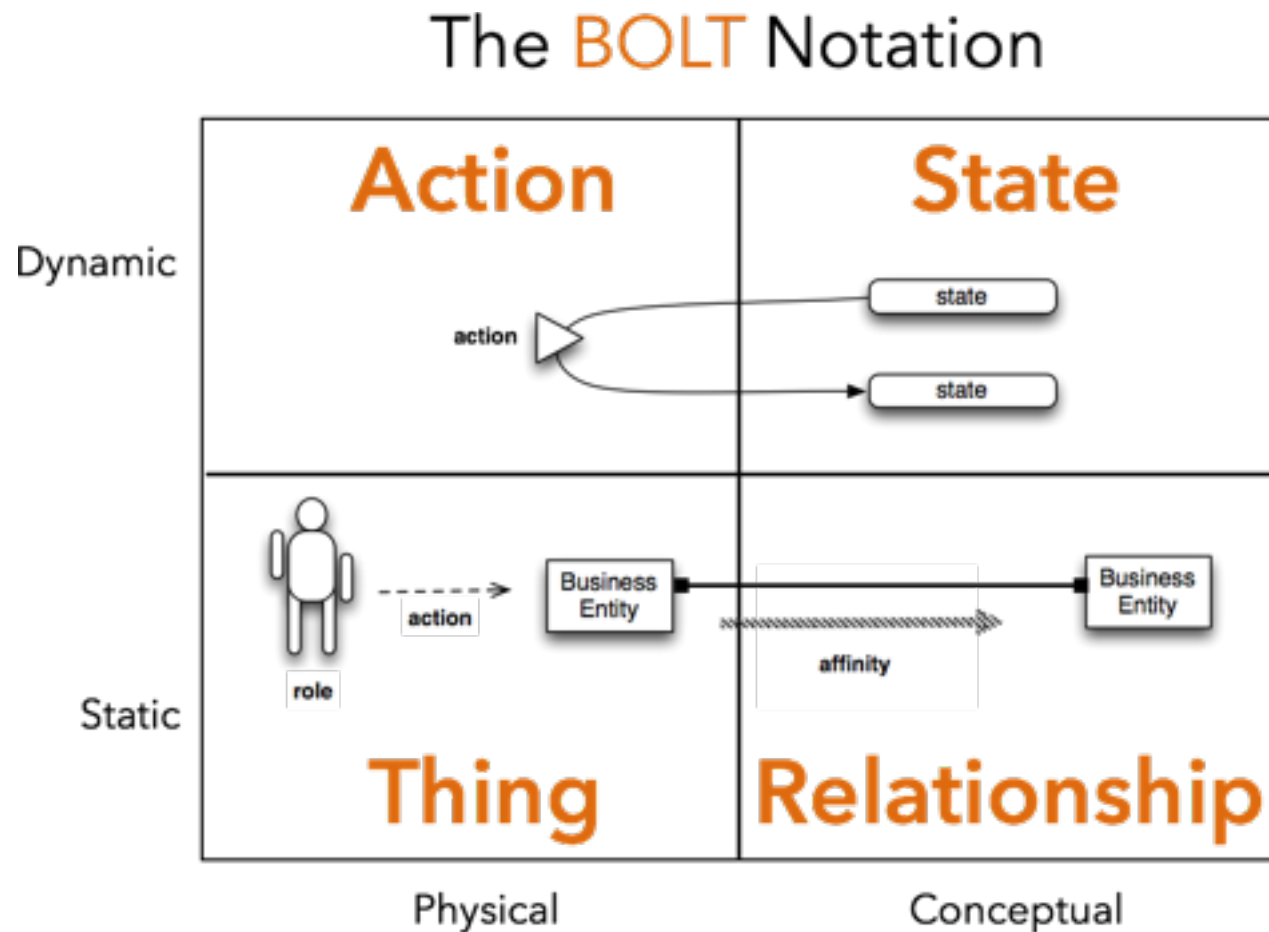 The BOLT Notation
Action
State
Dynamic
state
action
state
Business
Entity
Business
Entity
action
affinity
role
Static
Thing
Relationship
Physical
Conceptual